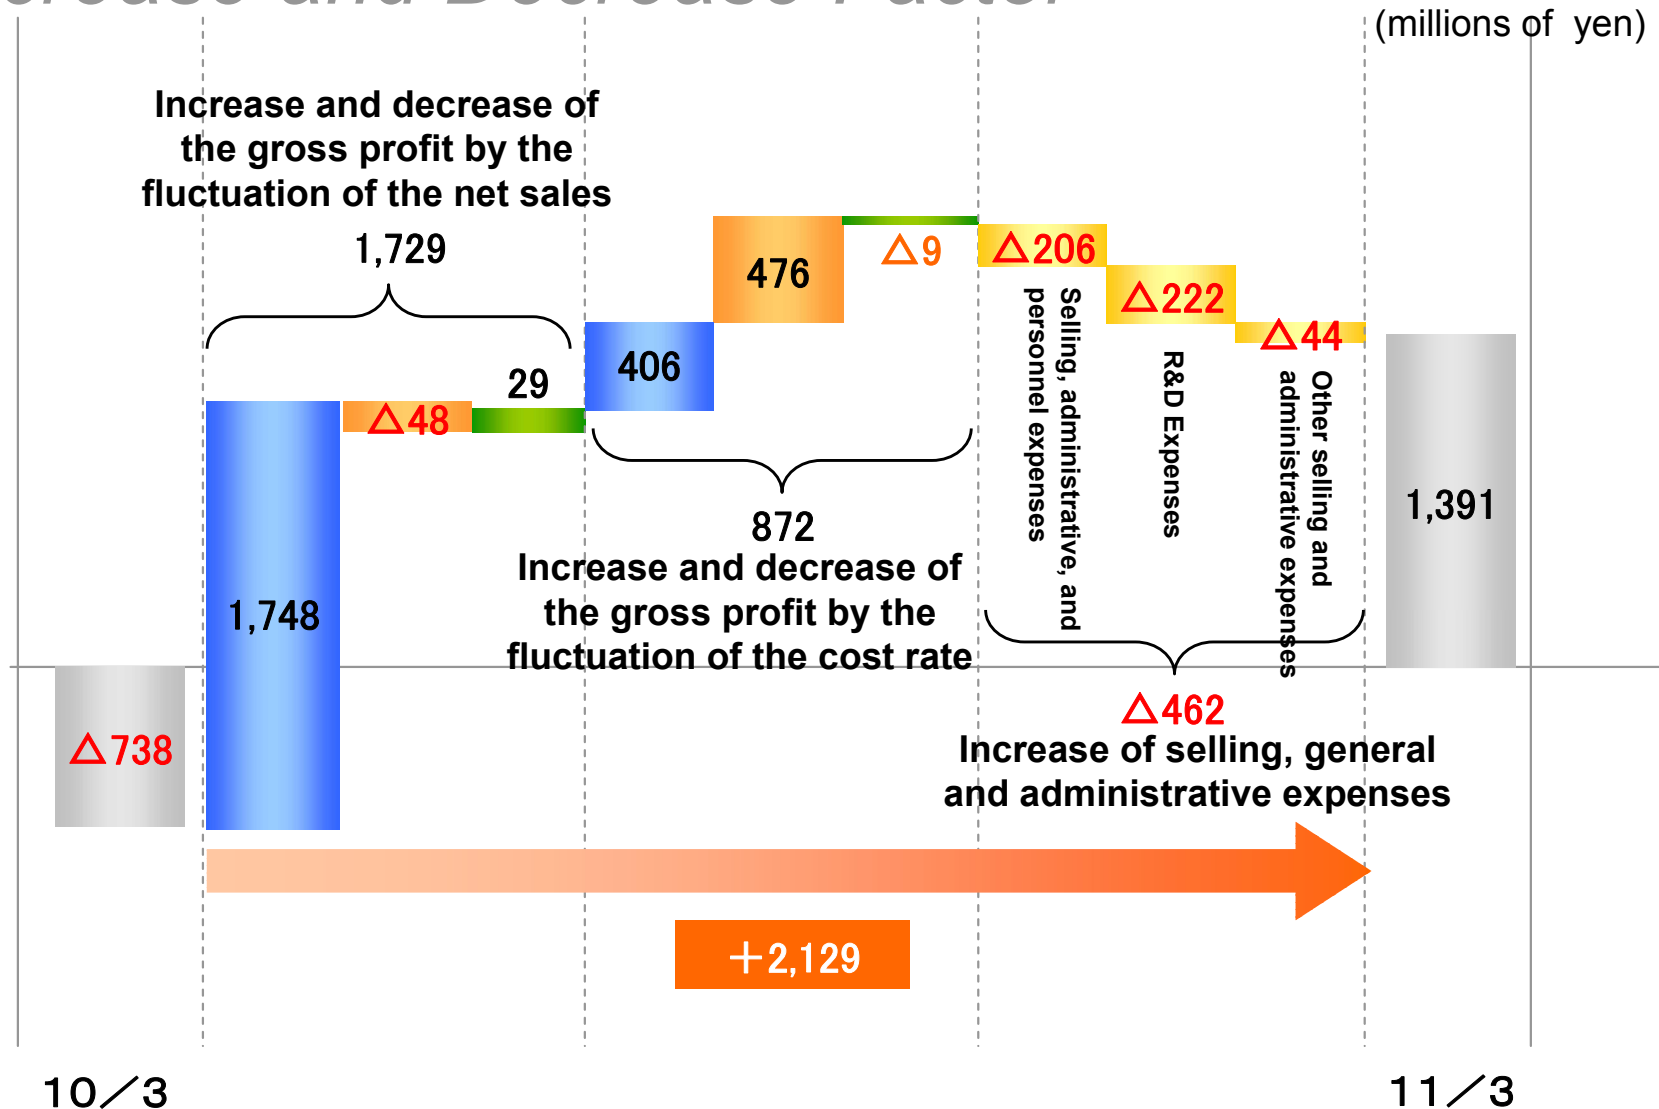 and Decrease
(millions of yen)
Increase and decrease of
the gross profit by the
fluctuation of the net sales
1,729
29
△48
1,748
△738
406
476
△9
872
Increase and decrease of
the gross profit by the
fluctuation of the cost rate
△206
Selling, administrative, and
personnel expenses
△222
R&D Expenses
△44
Other selling and
administrative expenses
△462
Increase of selling, general
and administrative expenses
1,391
＋2,129
10／3
11／3